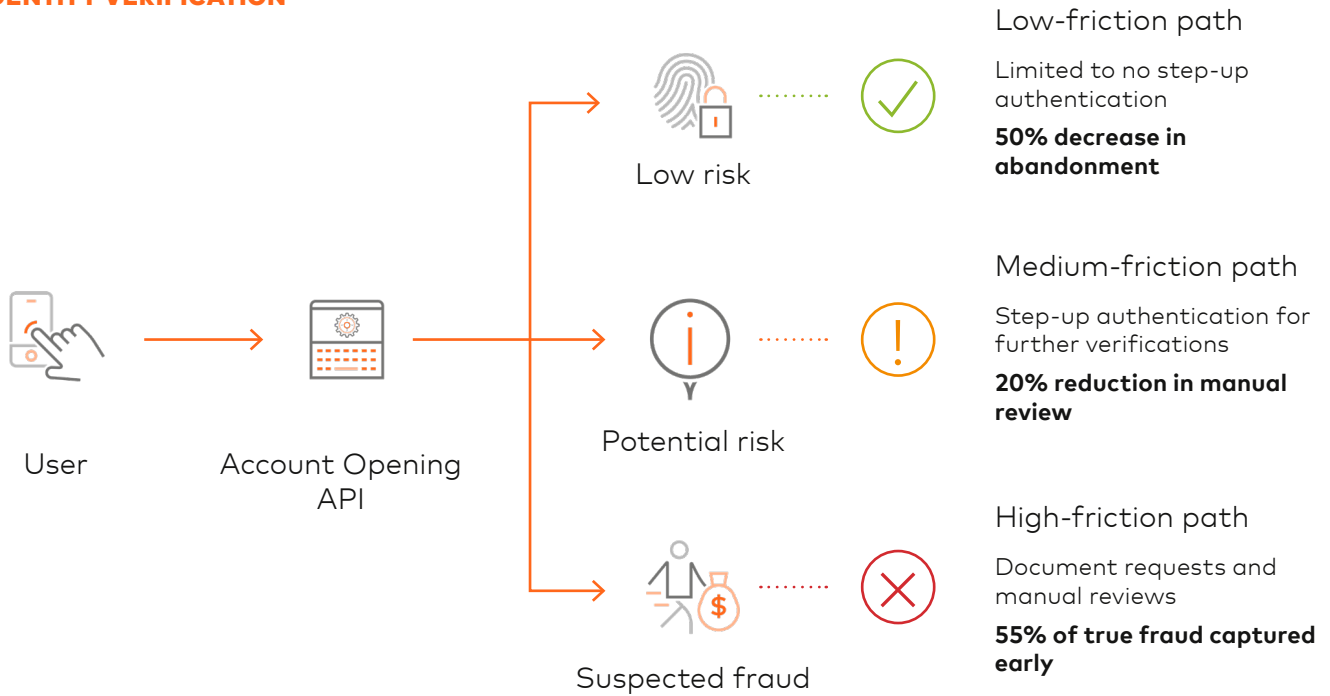 VERIFICATION
Low-friction path
Limited to no step-up
authentication
50% decrease in
abandonment
Low risk
Medium-friction path
Step-up authentication for
further verifications
20% reduction in manual
review
Potential risk
User
Account Opening
API
High-friction path
Document requests and
manual reviews
55% of true fraud captured
early
Suspected fraud
$